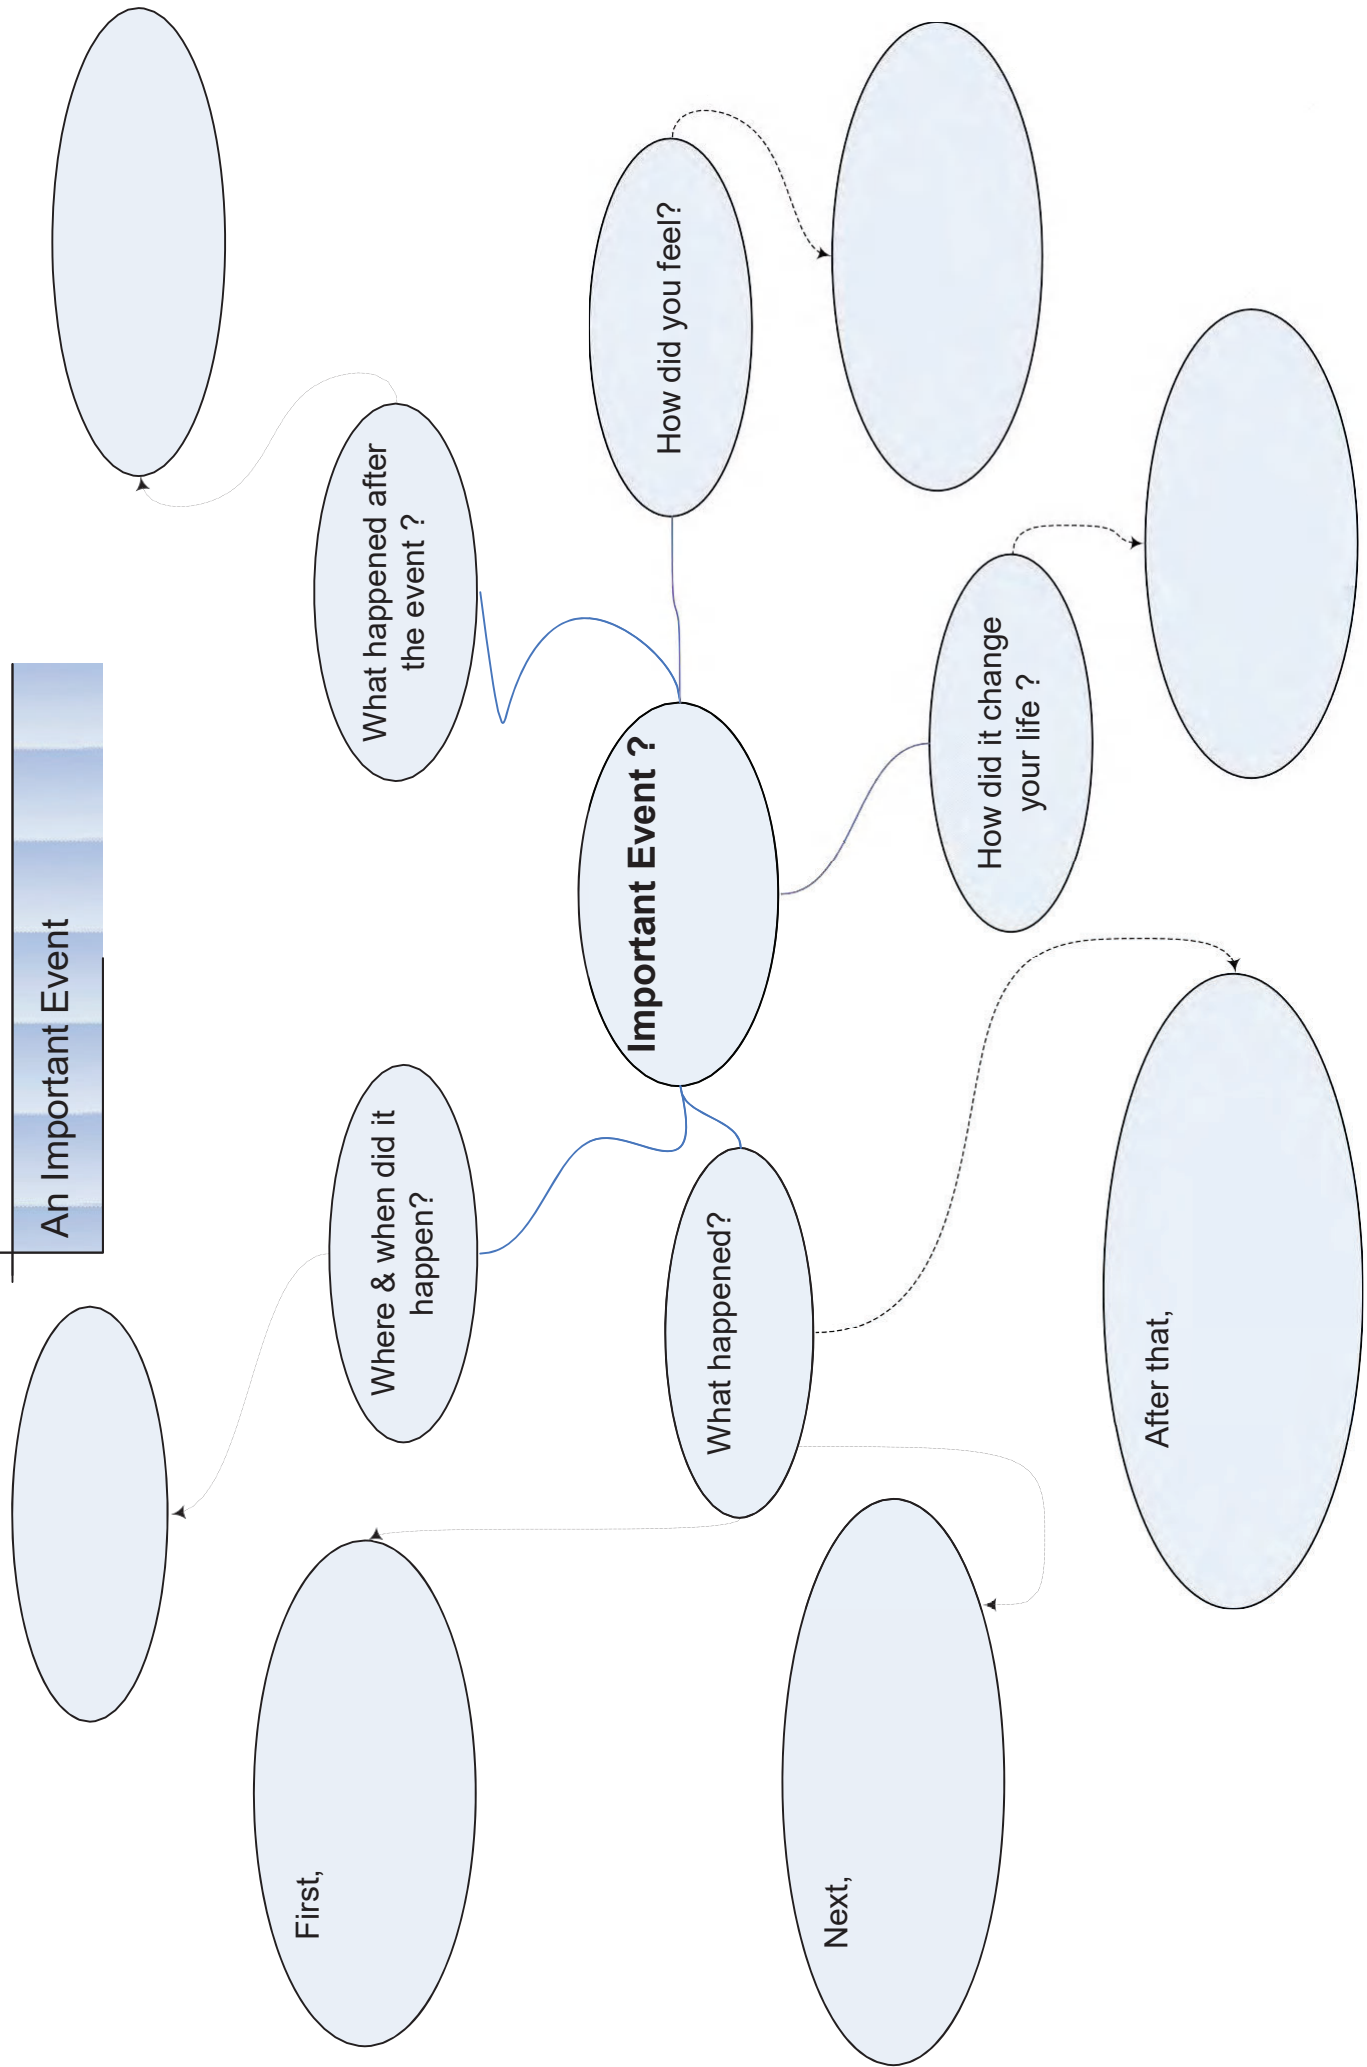 An Important Event
Where & when did it
happen?
What happened after
the event ?
First,
Important Event ?
How did you feel?
What happened?
Next,
How did it change
your life ?
After that,